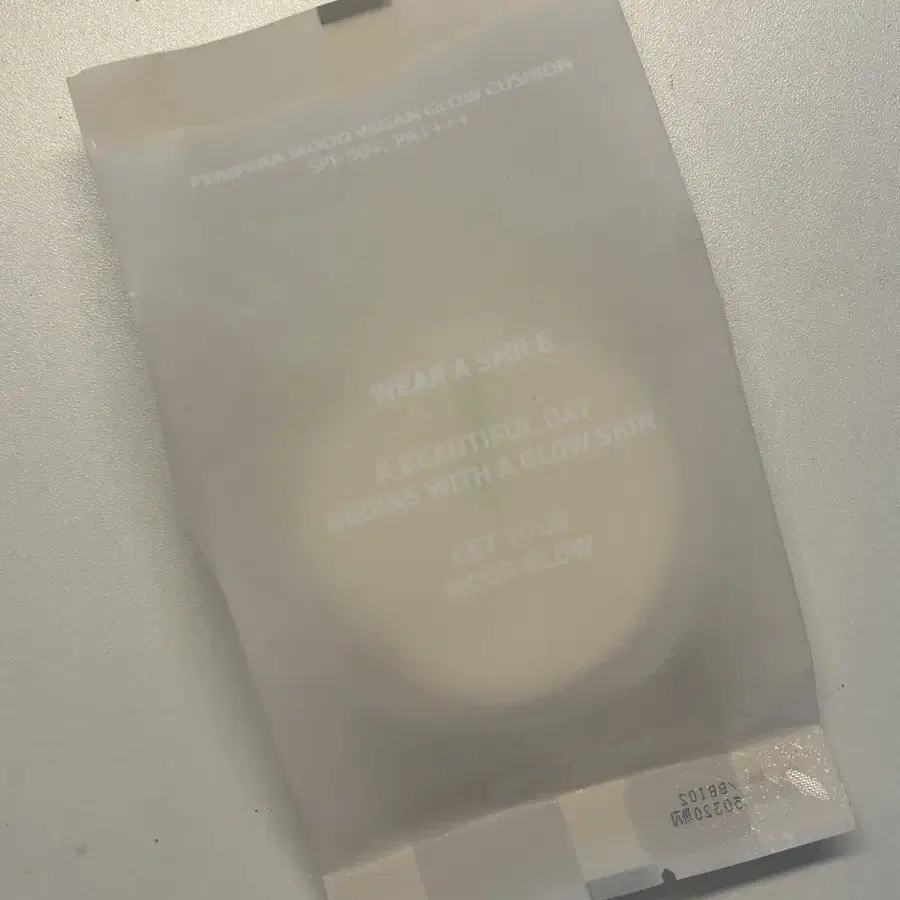 PERIPERA MOOD VEGAN GLOW CUSHION
SPF 50+, PA++++
WEAR A SMILE
A BEAUTIFUL DAY
BEGINS WITH A GLOW SKIN
LET YOUR
MOOD GLOW